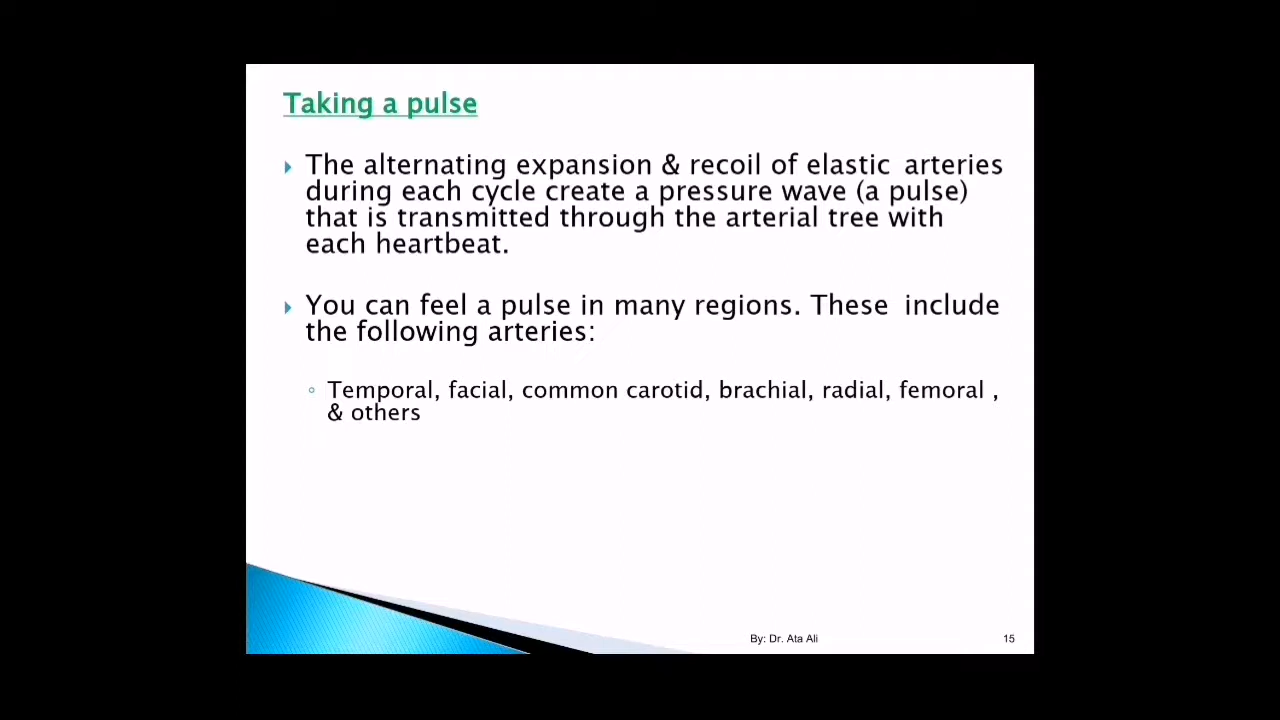 Taking a pulse
The alternating expansion & recoil of elastic arteries
during each cycle create a pressure wave (a pulse)
that is transmitted through the arterial tree with
each heartbeat.
You can feel a pulse in many regions. These include
the following arteries:
Temporal, facial, common carotid, brachial, radial, femoral ,
& others
By: Dr. Ata Ali
15